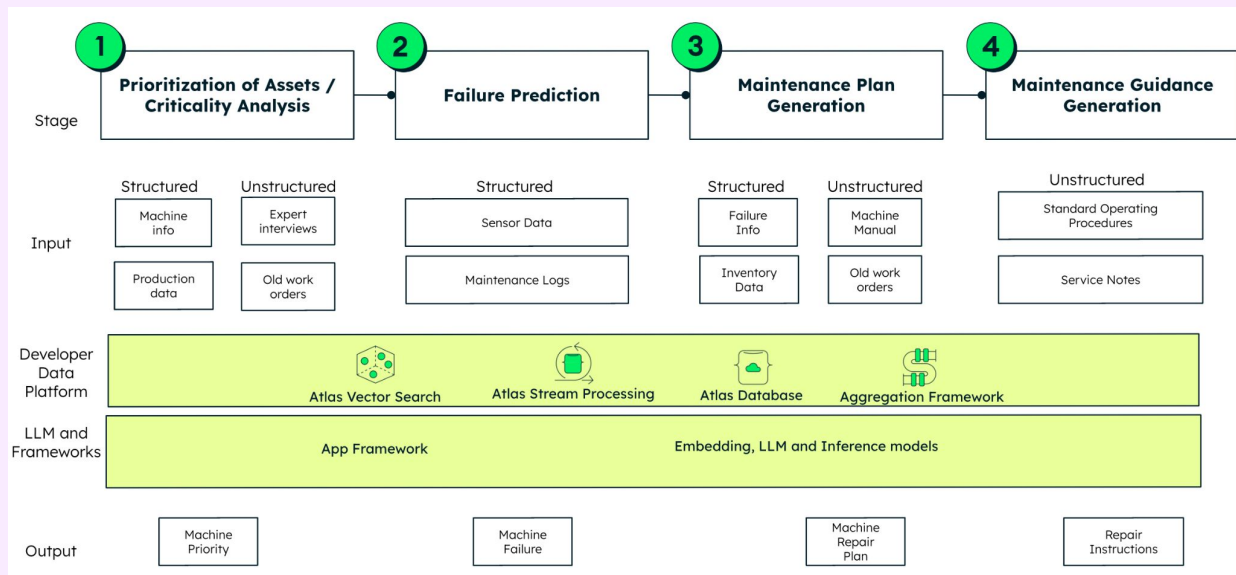 1
2
3
4
Prioritization of Assets /
Criticality Analysis
Failure Prediction
Maintenance Plan
Generation
Maintenance Guidance
Generation
Stage
Structured
Unstructured
Structured
Structured
Unstructured
Unstructured
Input
Machine
info
Expert
interviews
Sensor Data
Failure
Info
Machine
Manual
Standard Operating
Procedures
Production
data
Old work
orders
Maintenance Logs
Inventory
Data
Old work
orders
Service Notes
Developer
Data
Platform
Atlas Vector Search
Atlas Stream Processing
Atlas Database
Aggregation Framework
LLM and
Frameworks
App Framework
Embedding, LLM and Inference models
Output
Machine
Priority
Machine
Failure
Machine
Repair
Plan
Repair
Instructions